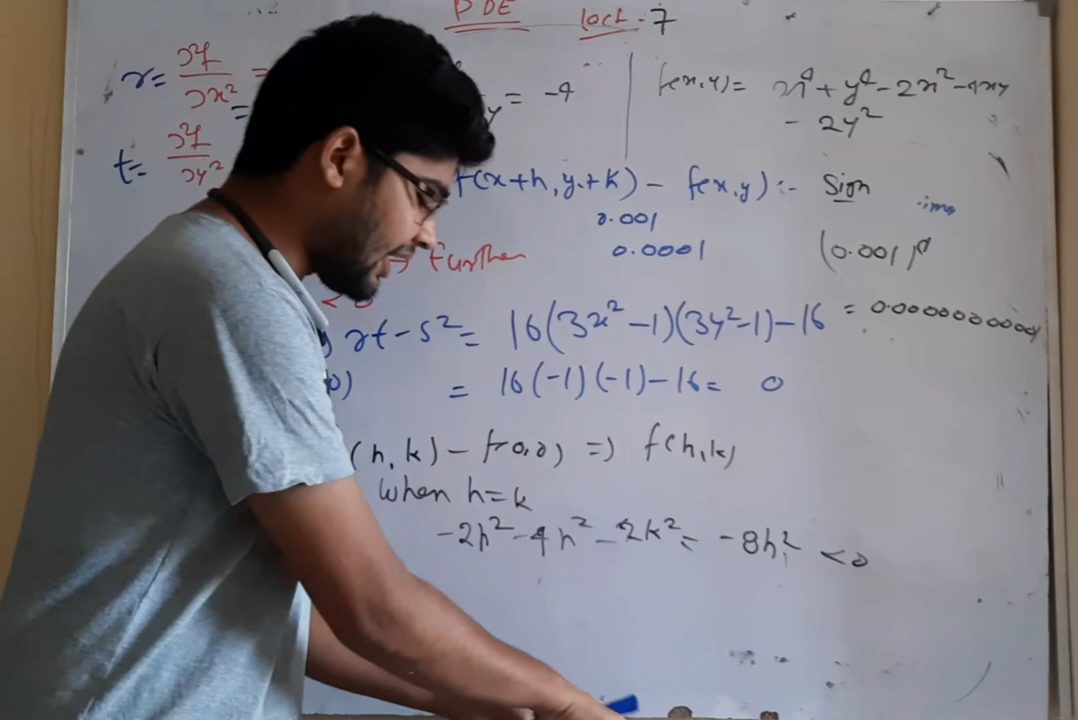 PDE lect. 7
r = ∂²f/∂x² =
= -4
f(x,y) = x⁴ + y⁴ - 2x² - 4xy
- 2y²
t = ∂²f/∂y²
f(x+h, y+k) - f(x,y) :- Sign
0.001
0.0001
(0.001)⁴
→ further
< 0
rt - s² = 16(3x² - 1)(3y² - 1) - 16
= 0.000000000001
= 16(-1)(-1) - 16 = 0
(h, k) - f(0,0) => f(h,k)
When h = k
-2h² - 4h² - 2k² = -8h² < 0